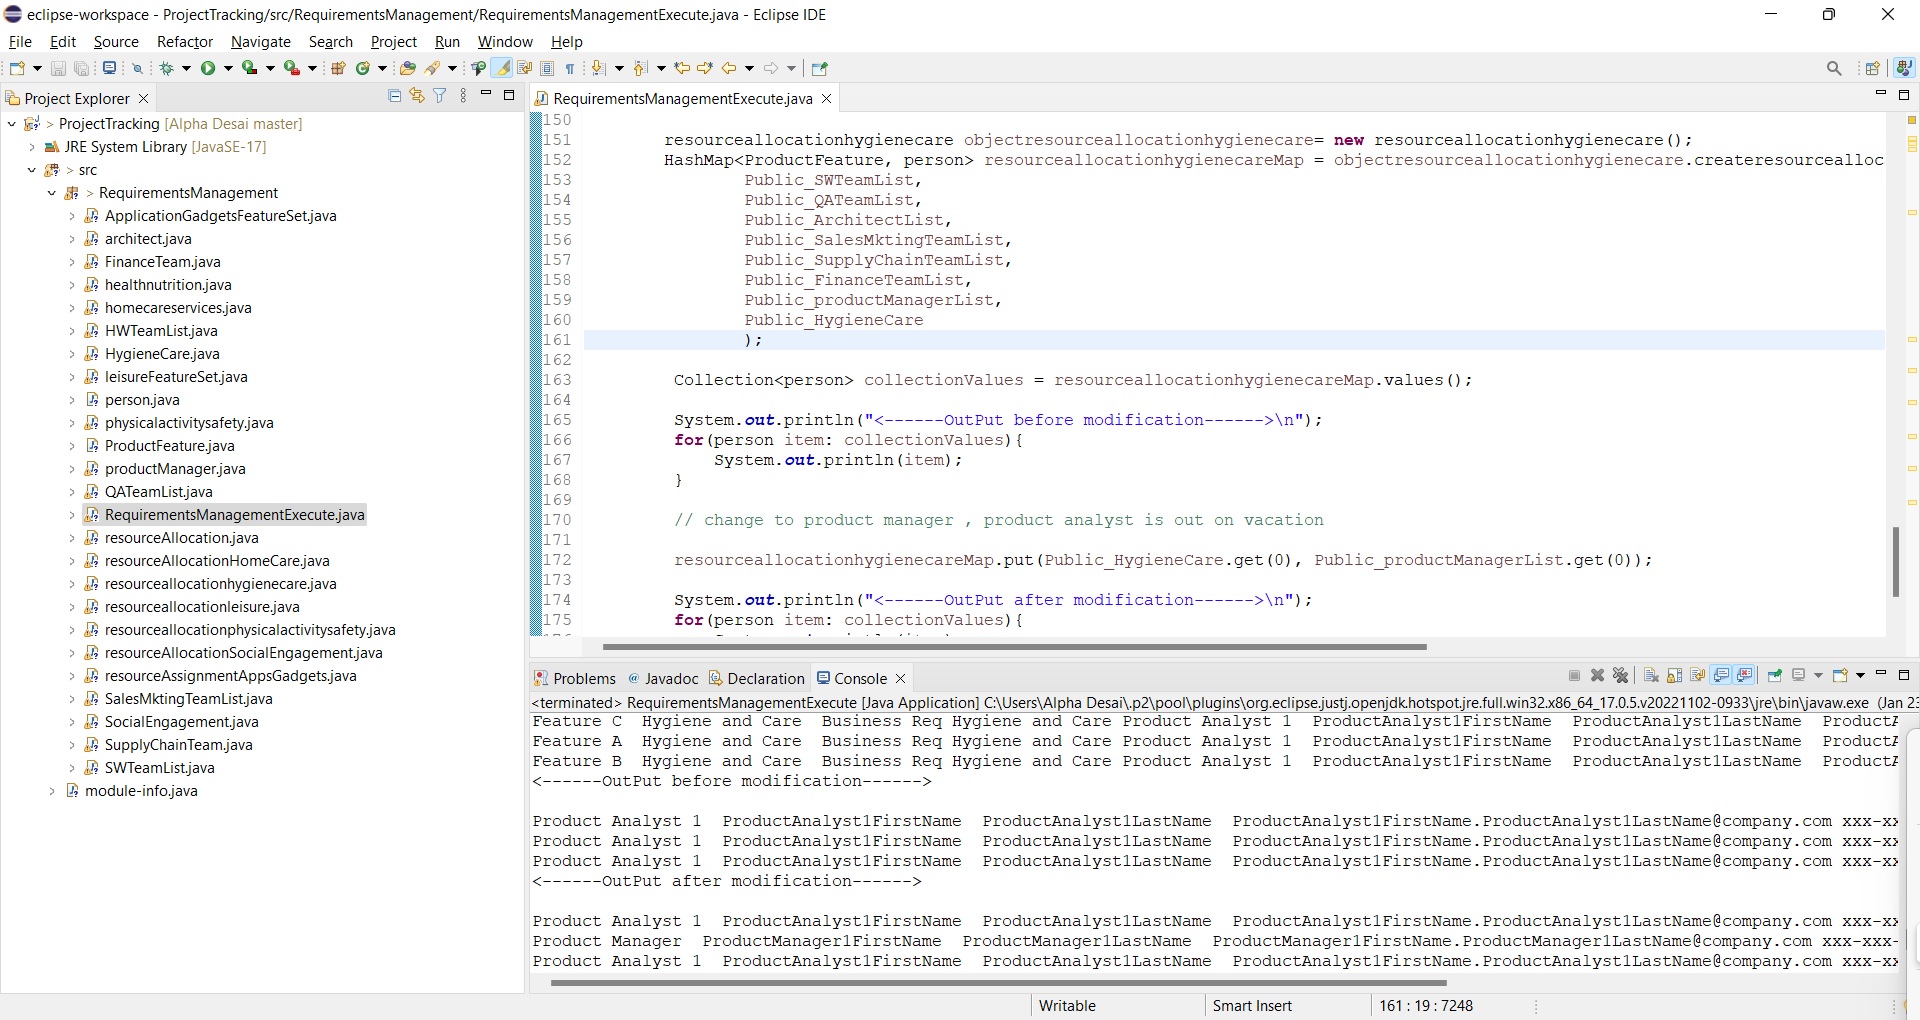 eclipse-workspace - ProjectTracking/src/RequirementsManagement/RequirementsManagementExecute.java - Eclipse IDE
File Edit Source Refactor Navigate Search Project Run Window Help
Project Explorer
ProjectTracking [Alpha Desai master]
JRE System Library [JavaSE-17]
src
RequirementsManagement
ApplicationGadgetsFeatureSet.java
architect.java
FinanceTeam.java
healthnutrition.java
homecareservices.java
HWTeamList.java
HygieneCare.java
leisureFeatureSet.java
person.java
physicalactivitysafety.java
ProductFeature.java
productManager.java
QATeamList.java
RequirementsManagementExecute.java
resourceAllocation.java
resourceAllocationHomeCare.java
resourceallocationhygienecare.java
resourceallocationleisure.java
resourceallocationphysicalactivitysafety.java
resourceAllocationSocialEngagement.java
resourceAssignmentAppsGadgets.java
SalesMktingTeamList.java
SocialEngagement.java
SupplyChainTeam.java
SWTeamList.java
module-info.java
RequirementsManagementExecute.java
150
151 resourceallocationhygienecare objectresourceallocationhygienecare= new resourceallocationhygienecare();
152 HashMap<ProductFeature, person> resourceallocationhygienecareMap = objectresourceallocationhygienecare.createresourcealloc
153 Public_SWTeamList,
154 Public_QATeamList,
155 Public_ArchitectList,
156 Public_SalesMktingTeamList,
157 Public_SupplyChainTeamList,
158 Public_FinanceTeamList,
159 Public_productManagerList,
160 Public_HygieneCare
161 );
162
163 Collection<person> collectionValues = resourceallocationhygienecareMap.values();
164
165 System.out.println("<------OutPut before modification------>\n");
166 for(person item: collectionValues){
167 System.out.println(item);
168 }
169
170 // change to product manager , product analyst is out on vacation
171
172 resourceallocationhygienecareMap.put(Public_HygieneCare.get(0), Public_productManagerList.get(0));
173
174 System.out.println("<------OutPut after modification------>\n");
175 for(person item: collectionValues){
Problems Javadoc Declaration Console
<terminated> RequirementsManagementExecute [Java Application] C:\Users\Alpha Desai\.p2\pool\plugins\org.eclipse.justj.openjdk.hotspot.jre.full.win32.x86_64_17.0.5.v20221102-0933\jre\bin\javaw.exe (Jan 23
Feature C Hygiene and Care Business Req Hygiene and Care Product Analyst 1 ProductAnalyst1FirstName ProductAnalyst1LastName ProductA
Feature A Hygiene and Care Business Req Hygiene and Care Product Analyst 1 ProductAnalyst1FirstName ProductAnalyst1LastName ProductA
Feature B Hygiene and Care Business Req Hygiene and Care Product Analyst 1 ProductAnalyst1FirstName ProductAnalyst1LastName ProductA
<------OutPut before modification------>
Product Analyst 1 ProductAnalyst1FirstName ProductAnalyst1LastName ProductAnalyst1FirstName.ProductAnalyst1LastName@company.com xxx-xx
Product Analyst 1 ProductAnalyst1FirstName ProductAnalyst1LastName ProductAnalyst1FirstName.ProductAnalyst1LastName@company.com xxx-xx
Product Analyst 1 ProductAnalyst1FirstName ProductAnalyst1LastName ProductAnalyst1FirstName.ProductAnalyst1LastName@company.com xxx-xx
<------OutPut after modification------>
Product Analyst 1 ProductAnalyst1FirstName ProductAnalyst1LastName ProductAnalyst1FirstName.ProductAnalyst1LastName@company.com xxx-xx
Product Manager ProductManager1FirstName ProductManager1LastName ProductManager1FirstName.ProductManager1LastName@company.com xxx-xxx-
Product Analyst 1 ProductAnalyst1FirstName ProductAnalyst1LastName ProductAnalyst1FirstName.ProductAnalyst1LastName@company.com xxx-xx
Writable Smart Insert 161 : 19 : 7248